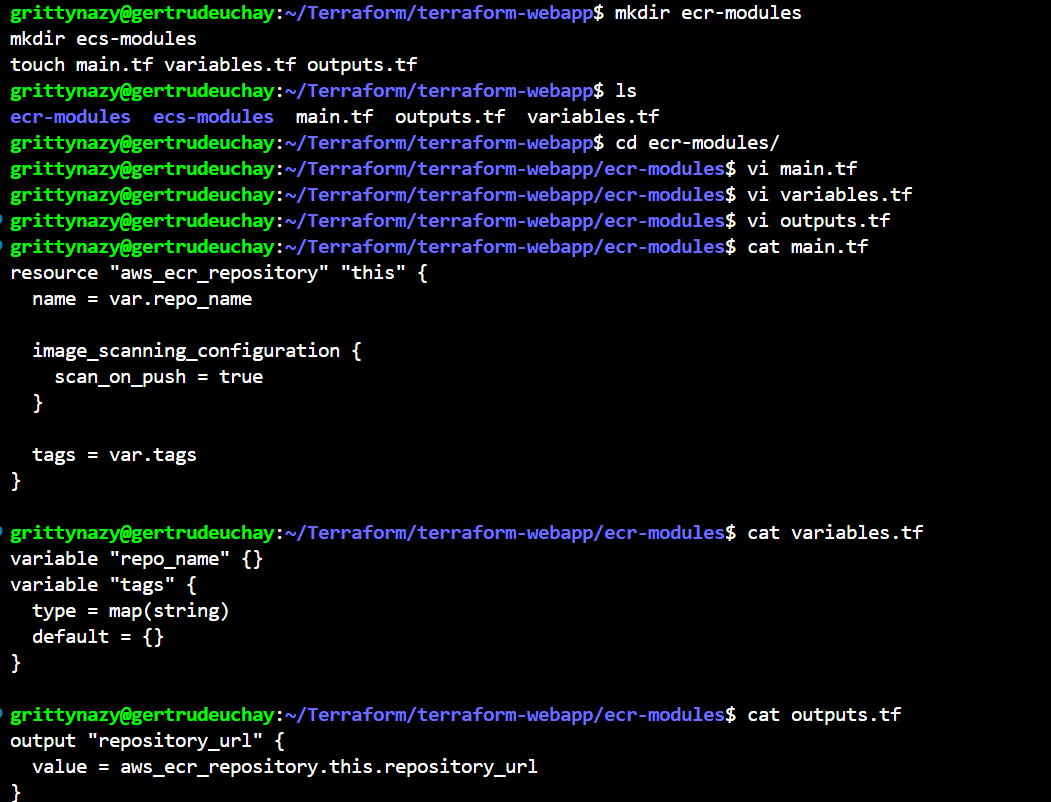 grittynazy@gertrudeuchay:~/Terraform/terraform-webapp$ mkdir ecr-modules
mkdir ecs-modules
touch main.tf variables.tf outputs.tf
grittynazy@gertrudeuchay:~/Terraform/terraform-webapp$ ls
ecr-modules  ecs-modules  main.tf  outputs.tf  variables.tf
grittynazy@gertrudeuchay:~/Terraform/terraform-webapp$ cd ecr-modules/
grittynazy@gertrudeuchay:~/Terraform/terraform-webapp/ecr-modules$ vi main.tf
grittynazy@gertrudeuchay:~/Terraform/terraform-webapp/ecr-modules$ vi variables.tf
grittynazy@gertrudeuchay:~/Terraform/terraform-webapp/ecr-modules$ vi outputs.tf
grittynazy@gertrudeuchay:~/Terraform/terraform-webapp/ecr-modules$ cat main.tf
resource "aws_ecr_repository" "this" {
  name = var.repo_name

  image_scanning_configuration {
    scan_on_push = true
  }

  tags = var.tags
}

grittynazy@gertrudeuchay:~/Terraform/terraform-webapp/ecr-modules$ cat variables.tf
variable "repo_name" {}
variable "tags" {
  type = map(string)
  default = {}
}

grittynazy@gertrudeuchay:~/Terraform/terraform-webapp/ecr-modules$ cat outputs.tf
output "repository_url" {
  value = aws_ecr_repository.this.repository_url
}